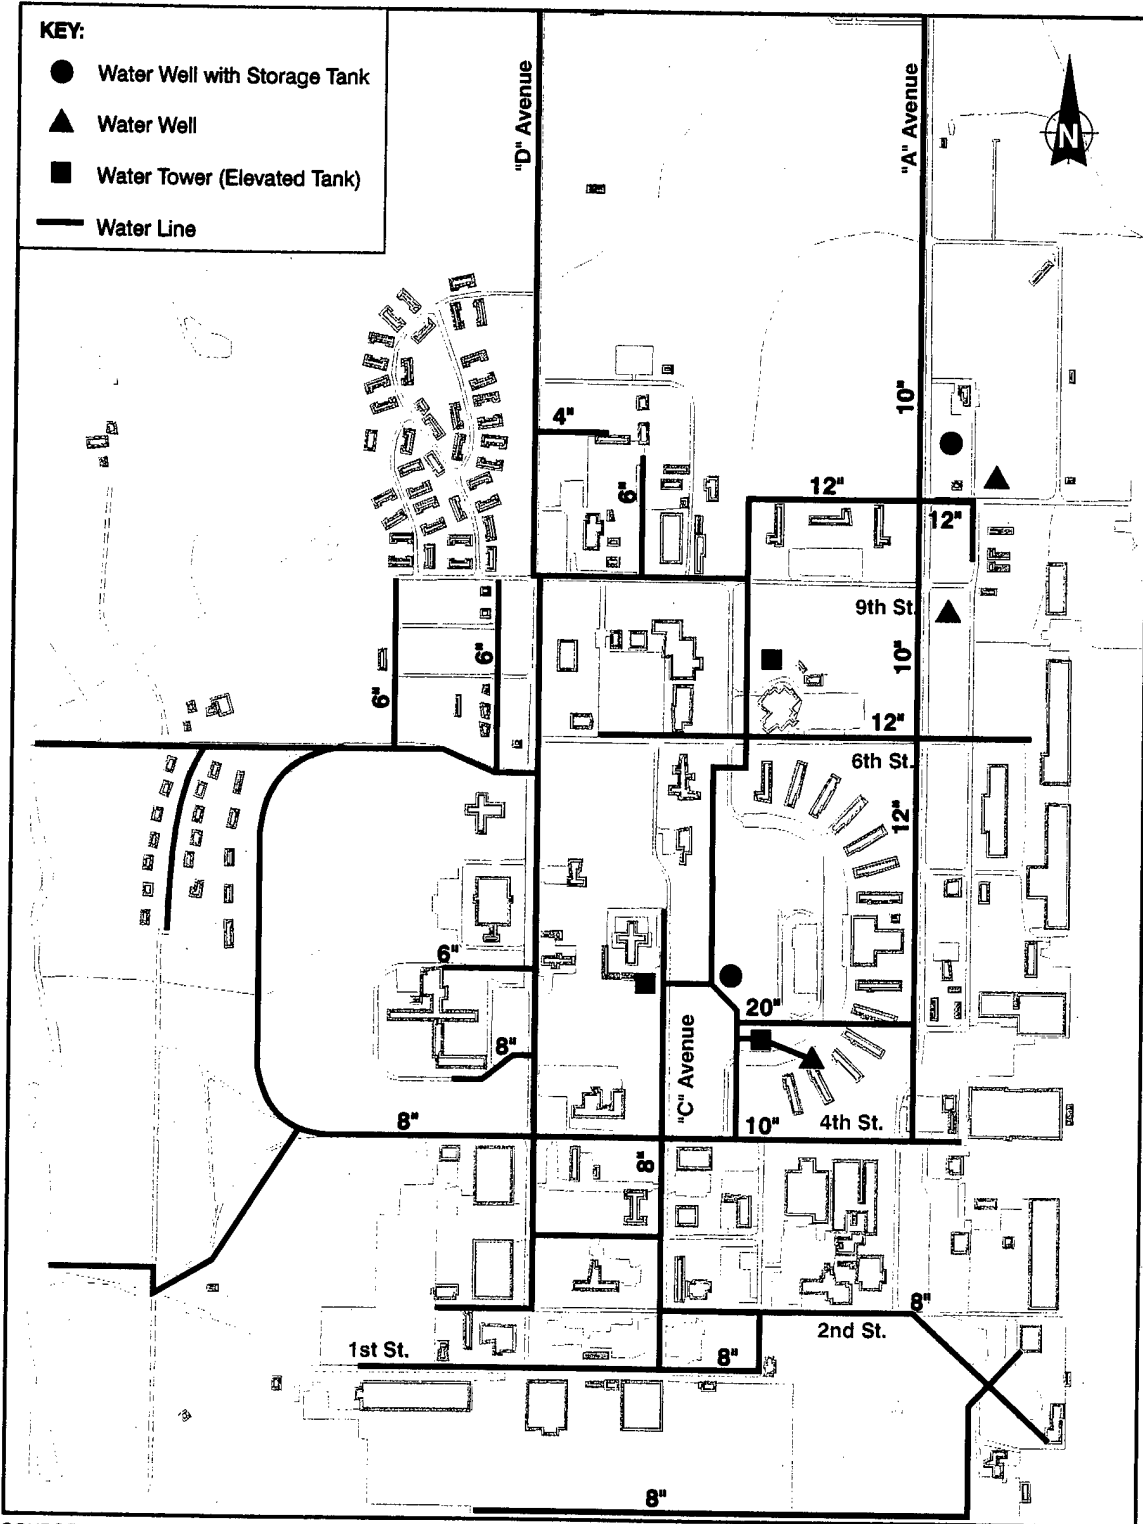 KEY:
Water Well with Storage Tank
Water Well
Water Tower (Elevated Tank)
Water Line
"D" Avenue
"A" Avenue
N
10"
4"
6"
12"
12"
9th St.
10"
6"
6"
12"
6th St.
12"
6"
20"
8"
"C" Avenue
8"
10"
4th St.
8"
8"
2nd St.
1st St.
8"
8"